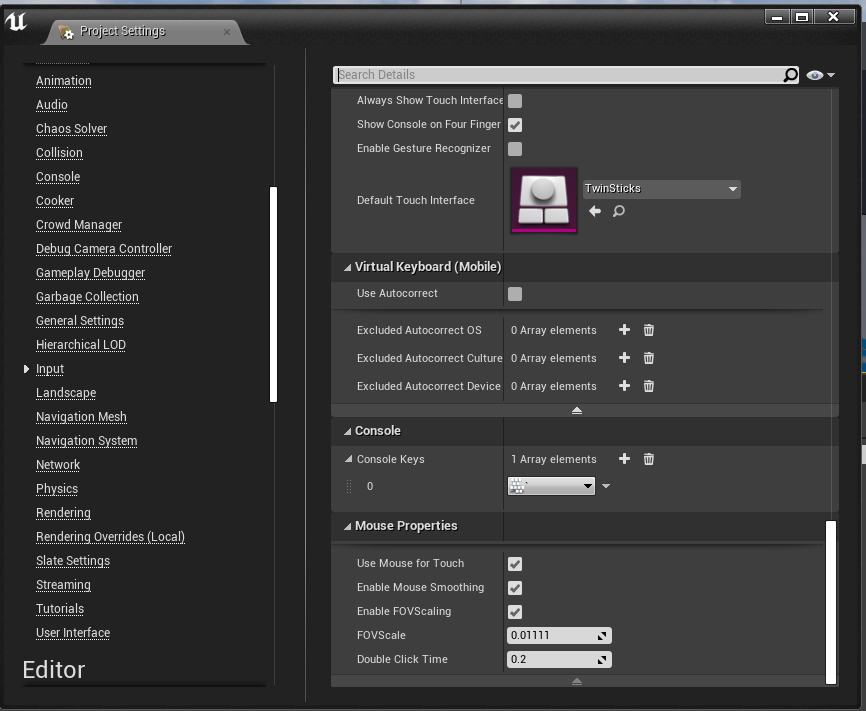 Project Settings
Animation
Audio
Chaos Solver
Collision
Console
Cooker
Crowd Manager
Debug Camera Controller
Gameplay Debugger
Garbage Collection
General Settings
Hierarchical LOD
Input
Landscape
Navigation Mesh
Navigation System
Network
Physics
Rendering
Rendering Overrides (Local)
Slate Settings
Streaming
Tutorials
User Interface
Editor
Search Details
Always Show Touch Interface
Show Console on Four Finger
Enable Gesture Recognizer
Default Touch Interface
TwinSticks
Virtual Keyboard (Mobile)
Use Autocorrect
Excluded Autocorrect OS 0 Array elements
Excluded Autocorrect Culture 0 Array elements
Excluded Autocorrect Device 0 Array elements
Console
Console Keys 1 Array elements
0 `
Mouse Properties
Use Mouse for Touch
Enable Mouse Smoothing
Enable FOVScaling
FOVScale 0.01111
Double Click Time 0.2